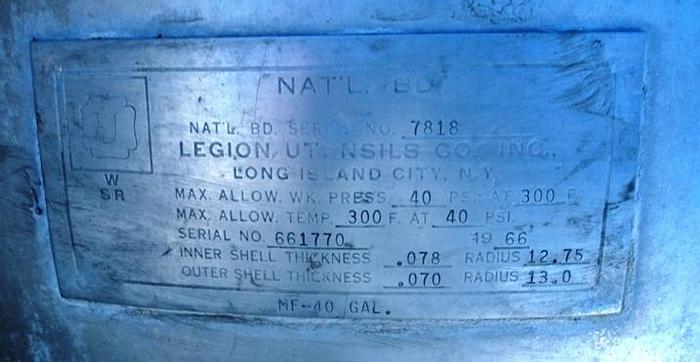 NAT'L. BD.
U
W
SR
NAT'L. BD. SERIAL NO. 7818
LEGION UTENSILS CO., INC.,
LONG ISLAND CITY, N.Y.
MAX. ALLOW. WK. PRESS. 40 PSI. AT 300 F.
MAX. ALLOW. TEMP. 300 F. AT 40 PSI.
SERIAL NO. 661770 19 66
INNER SHELL THICKNESS .078 RADIUS 12.75
OUTER SHELL THICKNESS .070 RADIUS 13.0
MF-40 GAL.